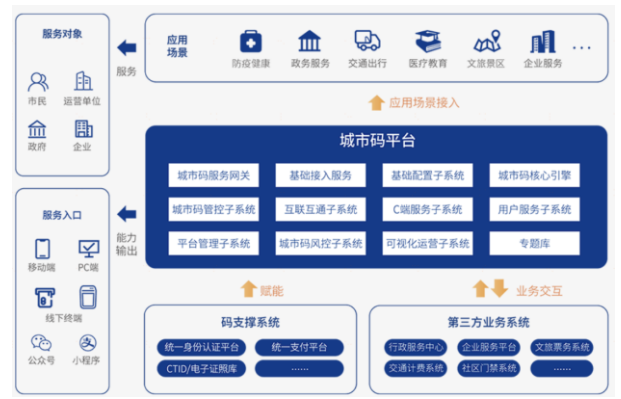 服务对象
市民
运营单位
政府
企业
服务
应用
场景
防疫健康
政务服务
交通出行
医疗教育
文旅景区
企业服务
...
应用场景接入
城市码平台
城市码服务网关
基础接入服务
基础配置子系统
城市码核心引擎
城市码管控子系统
互联互通子系统
C端服务子系统
用户服务子系统
平台管理子系统
城市码风控子系统
可视化运营子系统
专题库
服务入口
移动端
PC端
线下终端
公众号
小程序
能力
输出
赋能
业务交互
码支撑系统
统一身份认证平台
统一支付平台
CTID/电子证照库
......
第三方业务系统
行政服务中心
企业服务平台
文旅票务系统
交通计费系统
社区门禁系统
......